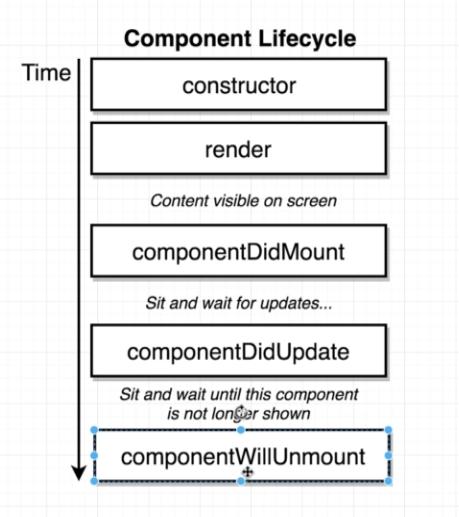 Component Lifecycle
Time
constructor
render
Content visible on screen
componentDidMount
Sit and wait for updates...
componentDidUpdate
Sit and wait until this component
is not longer shown
componentWillUnmount